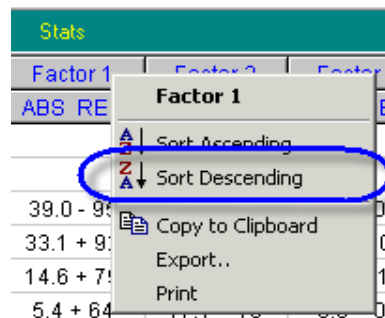 Stats
Factor 1
ABS RE
Factor 1
Sort Ascending
Sort Descending
39.0 - 9
Copy to Clipboard
33.1 + 9
Export..
14.6 + 7
Print
5.4 + 64